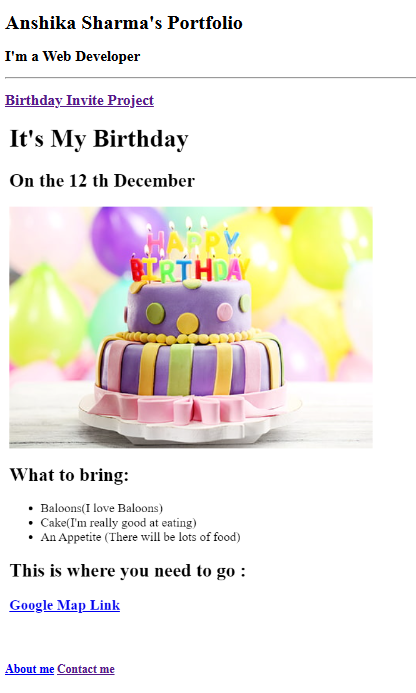 Anshika Sharma's Portfolio
I'm a Web Developer
Birthday Invite Project
It's My Birthday
On the 12 th December
HAPPY
BIRTHDAY
What to bring:
Baloons(I love Baloons)
Cake(I'm really good at eating)
An Appetite (There will be lots of food)
This is where you need to go :
Google Map Link
About me Contact me